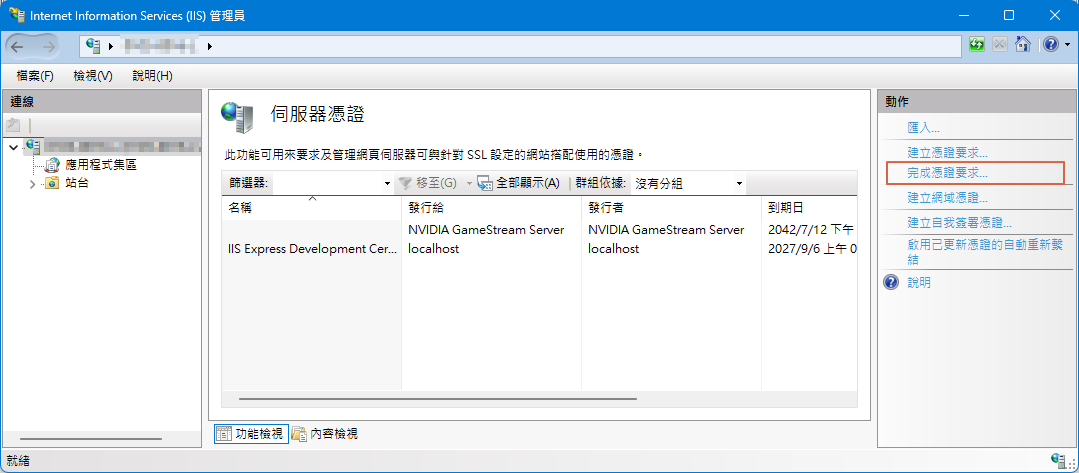 Internet Information Services (IIS) 管理員
檔案(F) 檢視(V) 說明(H)
連線
應用程式集區
站台
伺服器憑證
此功能可用來要求及管理網頁伺服器可與針對 SSL 設定的網站搭配使用的憑證。
篩選器: 移至(G) 全部顯示(A) 群組依據: 沒有分組
名稱 發行給 發行者 到期日
NVIDIA GameStream Server NVIDIA GameStream Server 2042/7/12 下午
IIS Express Development Cer... localhost localhost 2027/9/6 上午 0
功能檢視 內容檢視
動作
匯入...
建立憑證要求...
完成憑證要求...
建立網域憑證...
建立自我簽署憑證...
啟用已更新憑證的自動重新繫
結
說明
就緒